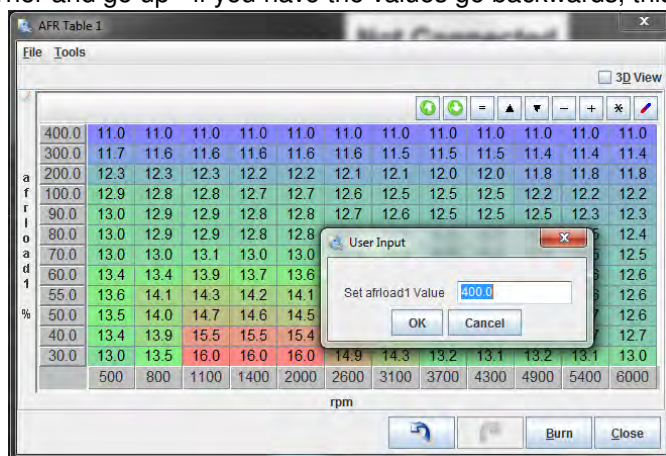 and go up - if you have the values go backwards,
AFR Table 1
Not Connected
File Tools
3D View
= - + *
400.0 11.0 11.0 11.0 11.0 11.0 11.0 11.0 11.0 11.0 11.0 11.0 11.0
300.0 11.7 11.6 11.6 11.6 11.6 11.6 11.5 11.5 11.5 11.4 11.4 11.4
200.0 12.3 12.3 12.3 12.2 12.2 12.1 12.1 12.0 12.0 11.8 11.8 11.8
100.0 12.9 12.8 12.8 12.7 12.7 12.6 12.5 12.5 12.5 12.2 12.2 12.2
90.0 13.0 12.9 12.9 12.8 12.8 12.7 12.6 12.5 12.5 12.5 12.3 12.3
80.0 13.0 12.9 12.9 12.8 12.8 12.4
70.0 13.0 13.0 13.1 13.0 13.0 12.5
60.0 13.4 13.4 13.9 13.7 13.6 12.6
55.0 13.6 14.1 14.3 14.2 14.1 12.6
50.0 13.5 14.0 14.7 14.6 14.5 12.6
40.0 13.4 13.9 15.5 15.5 15.4 12.7
30.0 13.0 13.5 16.0 16.0 16.0 14.9 14.3 13.2 13.1 13.2 13.1 13.0
500 800 1100 1400 2000 2600 3100 3700 4300 4900 5400 6000
afrload1 %
rpm
User Input
Set afrload1 Value 400.0
OK Cancel
Burn Close